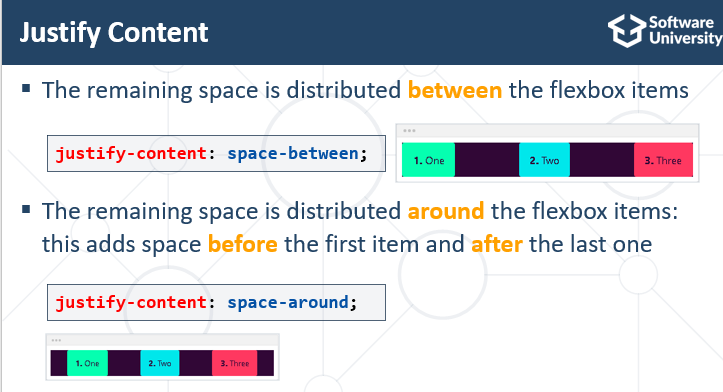 Justify Content
Software
University
▪ The remaining space is distributed between the flexbox items
justify-content: space-between;
1. One 2. Two 3. Three
▪ The remaining space is distributed around the flexbox items:
this adds space before the first item and after the last one
justify-content: space-around;
1. One 2. Two 3. Three